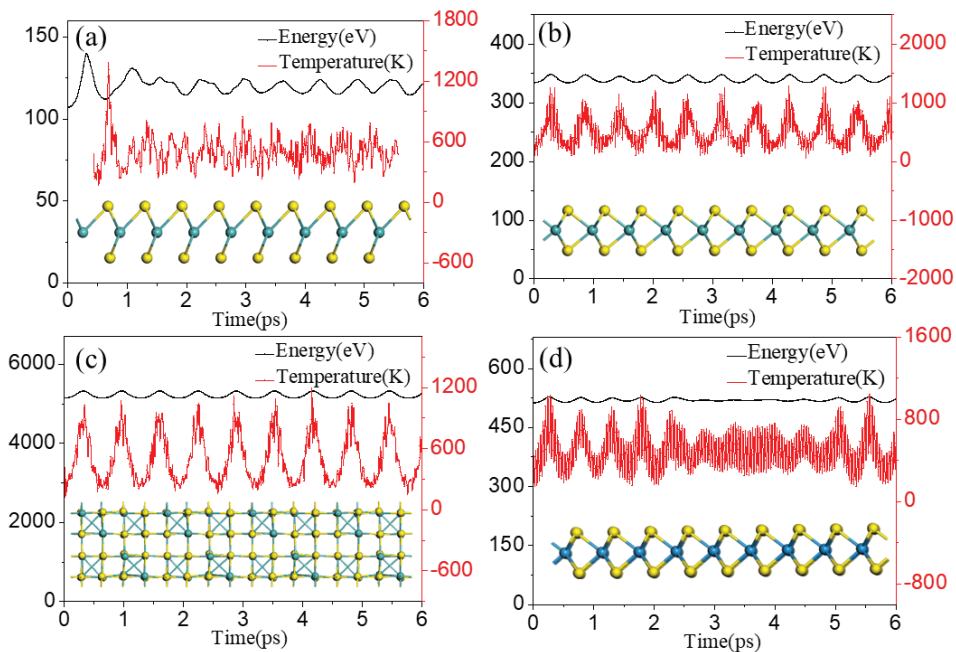 (a)
Energy(eV)
Temperature(K)
150
100
50
0
1800
1200
600
0
-600
0 1 2 3 4 5 6
Time(ps)
(b)
Energy(eV)
Temperature(K)
400
300
200
100
0
2000
1000
0
-1000
-2000
0 1 2 3 4 5 6
Time(ps)
(c)
Energy(eV)
Temperature(K)
6000
4000
2000
0
1200
600
0
-600
0 1 2 3 4 5 6
Time(ps)
(d)
Energy(eV)
Temperature(K)
600
450
300
150
0
1600
800
0
-800
0 1 2 3 4 5 6
Time(ps)